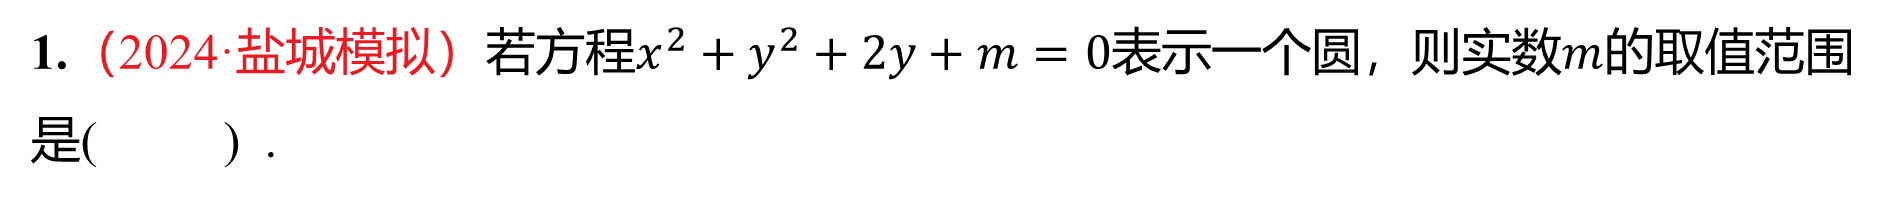 1.（2024·盐城模拟）若方程x² + y² + 2y + m = 0表示一个圆，则实数m的取值范围
是(　　).